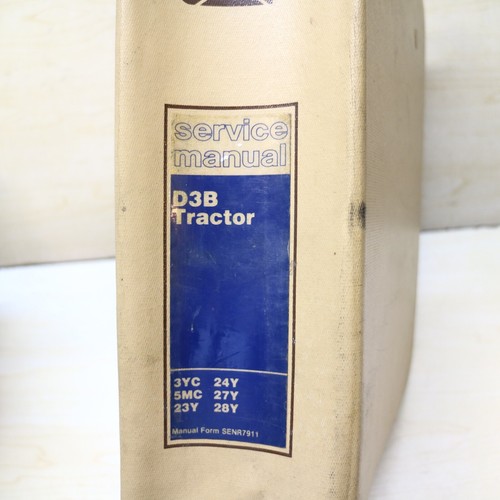 service
manual
D3B
Tractor
3YC 24Y
5MC 27Y
23Y 28Y
Manual Form SENR7911